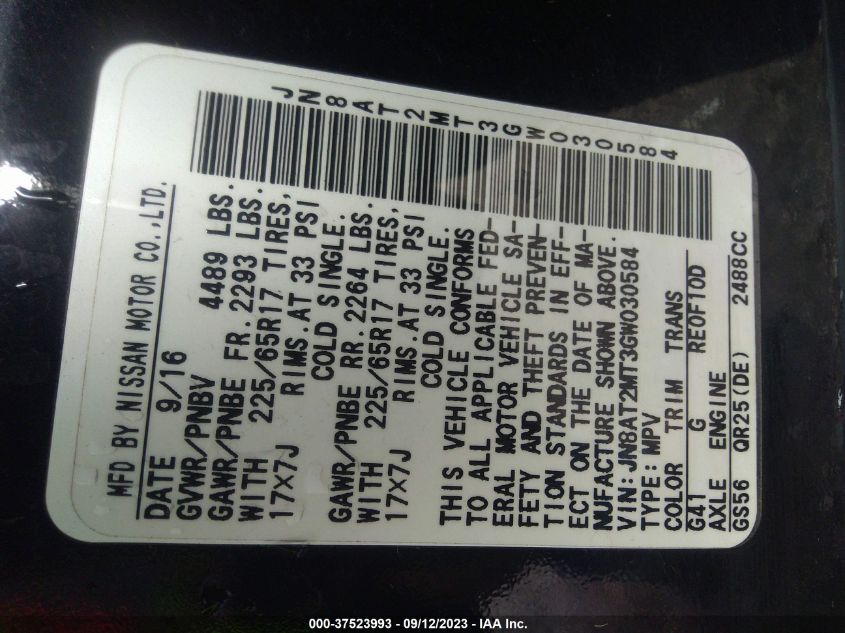 MFD BY NISSAN MOTOR CO.,LTD.
DATE 9/16
GVWR/PNBV 4489 LBS.
GAWR/PNBE FR. 2293 LBS.
WITH 225/65R17 TIRES,
17X7J RIMS.AT 33 PSI
COLD SINGLE.
GAWR/PNBE RR. 2264 LBS.
WITH 225/65R17 TIRES,
17X7J RIMS.AT 33 PSI
COLD SINGLE.
THIS VEHICLE CONFORMS
TO ALL APPLICABLE FED-
ERAL MOTOR VEHICLE SA-
FETY AND THEFT PREVEN-
TION STANDARDS IN EFF-
ECT ON THE DATE OF MA-
NUFACTURE SHOWN ABOVE.
VIN:JN8AT2MT3GW030584
TYPE: MPV
COLOR TRIM TRANS
G41 G RE0F10D
AXLE ENGINE
GS56 QR25(DE) 2488CC
JN8AT2MT3GW030584
000-37523993 - 09/12/2023 - IAA Inc.